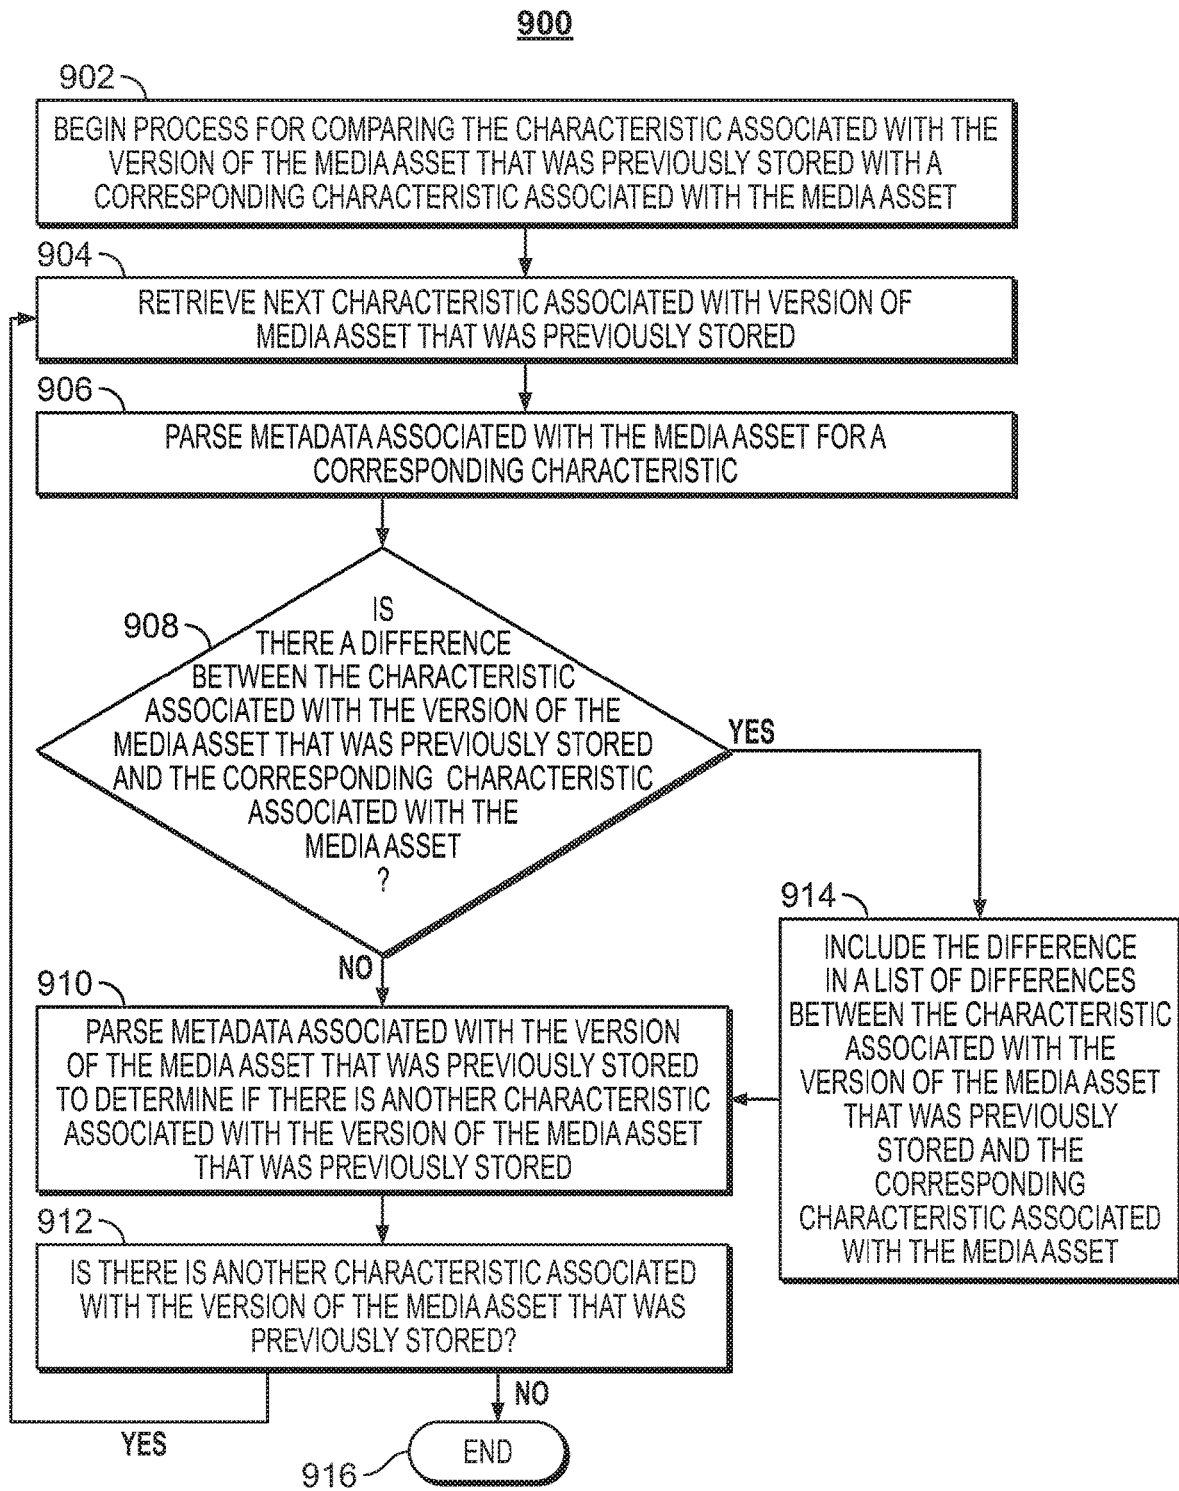 900
902
BEGIN PROCESS FOR COMPARING THE CHARACTERISTIC ASSOCIATED WITH THE
VERSION OF THE MEDIA ASSET THAT WAS PREVIOUSLY STORED WITH A
CORRESPONDING CHARACTERISTIC ASSOCIATED WITH THE MEDIA ASSET
904
RETRIEVE NEXT CHARACTERISTIC ASSOCIATED WITH VERSION OF
MEDIA ASSET THAT WAS PREVIOUSLY STORED
906
PARSE METADATA ASSOCIATED WITH THE MEDIA ASSET FOR A
CORRESPONDING CHARACTERISTIC
908
IS
THERE A DIFFERENCE
BETWEEN THE CHARACTERISTIC
ASSOCIATED WITH THE VERSION OF THE
MEDIA ASSET THAT WAS PREVIOUSLY STORED
AND THE CORRESPONDING CHARACTERISTIC
ASSOCIATED WITH THE
MEDIA ASSET
?
YES
NO
914
INCLUDE THE DIFFERENCE
IN A LIST OF DIFFERENCES
BETWEEN THE CHARACTERISTIC
ASSOCIATED WITH THE
VERSION OF THE MEDIA ASSET
THAT WAS PREVIOUSLY
STORED AND THE
CORRESPONDING
CHARACTERISTIC ASSOCIATED
WITH THE MEDIA ASSET
910
PARSE METADATA ASSOCIATED WITH THE VERSION
OF THE MEDIA ASSET THAT WAS PREVIOUSLY STORED
TO DETERMINE IF THERE IS ANOTHER CHARACTERISTIC
ASSOCIATED WITH THE VERSION OF THE MEDIA ASSET
THAT WAS PREVIOUSLY STORED
912
IS THERE IS ANOTHER CHARACTERISTIC ASSOCIATED
WITH THE VERSION OF THE MEDIA ASSET THAT WAS
PREVIOUSLY STORED?
YES
NO
END
916